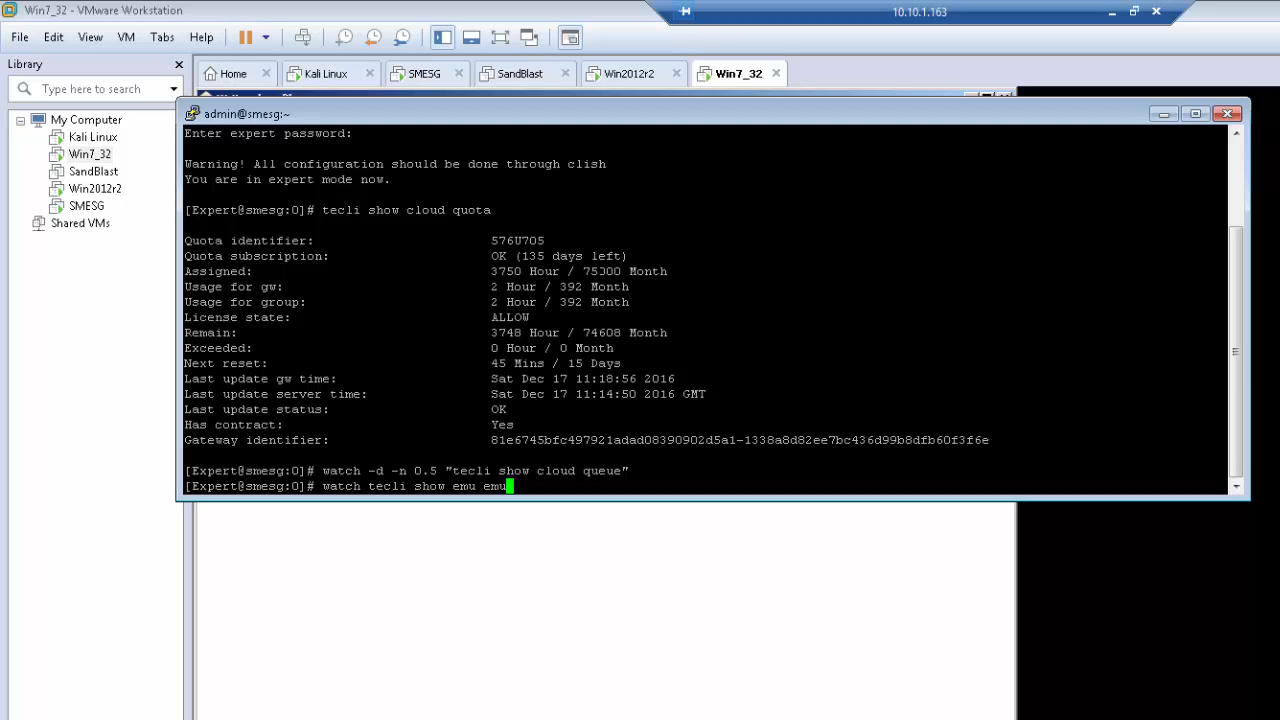 Win7_32 - VMware Workstation
10.10.1.163
File Edit View VM Tabs Help
Library
Home Kali Linux SMESG SandBlast Win2012r2 Win7_32
Type here to search
My Computer
Kali Linux
Win7_32
SandBlast
Win2012r2
SMESG
Shared VMs
admin@smesg:~
Enter expert password:
Warning! All configuration should be done through clish
You are in expert mode now.
[Expert@smesg:0]# tecli show cloud quota
Quota identifier: 576U705
Quota subscription: OK (135 days left)
Assigned: 3750 Hour / 75000 Month
Usage for gw: 2 Hour / 392 Month
Usage for group: 2 Hour / 392 Month
License state: ALLOW
Remain: 3748 Hour / 74608 Month
Exceeded: 0 Hour / 0 Month
Next reset: 45 Mins / 15 Days
Last update gw time: Sat Dec 17 11:18:56 2016
Last update server time: Sat Dec 17 11:14:50 2016 GMT
Last update status: OK
Has contract: Yes
Gateway identifier: 81e6745bfc497921adad08390902d5a1-1338a8d82ee7bc436d99b8dfb60f3f6e
[Expert@smesg:0]# watch -d -n 0.5 "tecli show cloud queue"
[Expert@smesg:0]# watch tecli show emu emu